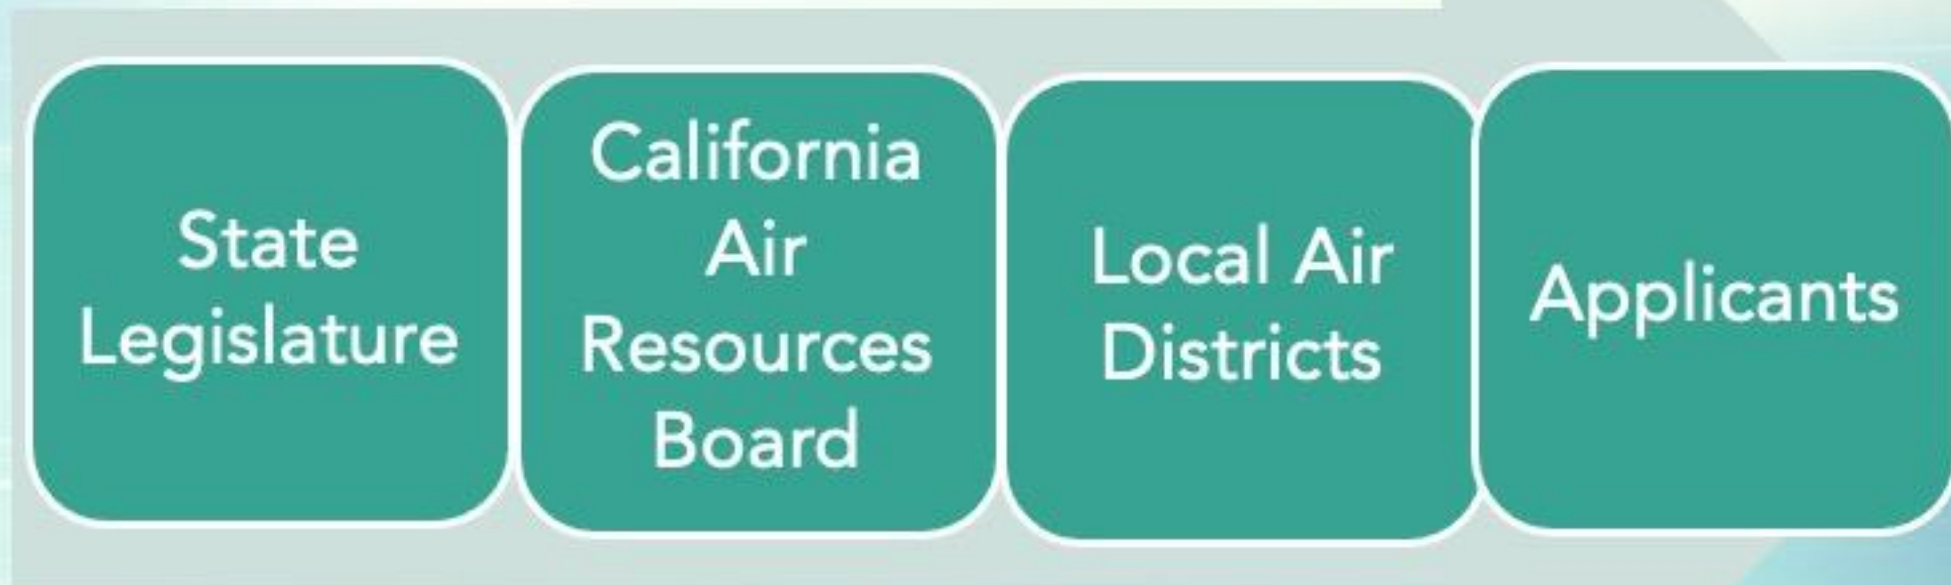 State
Legislature
California
Air
Resources
Board
Local Air
Districts
Applicants